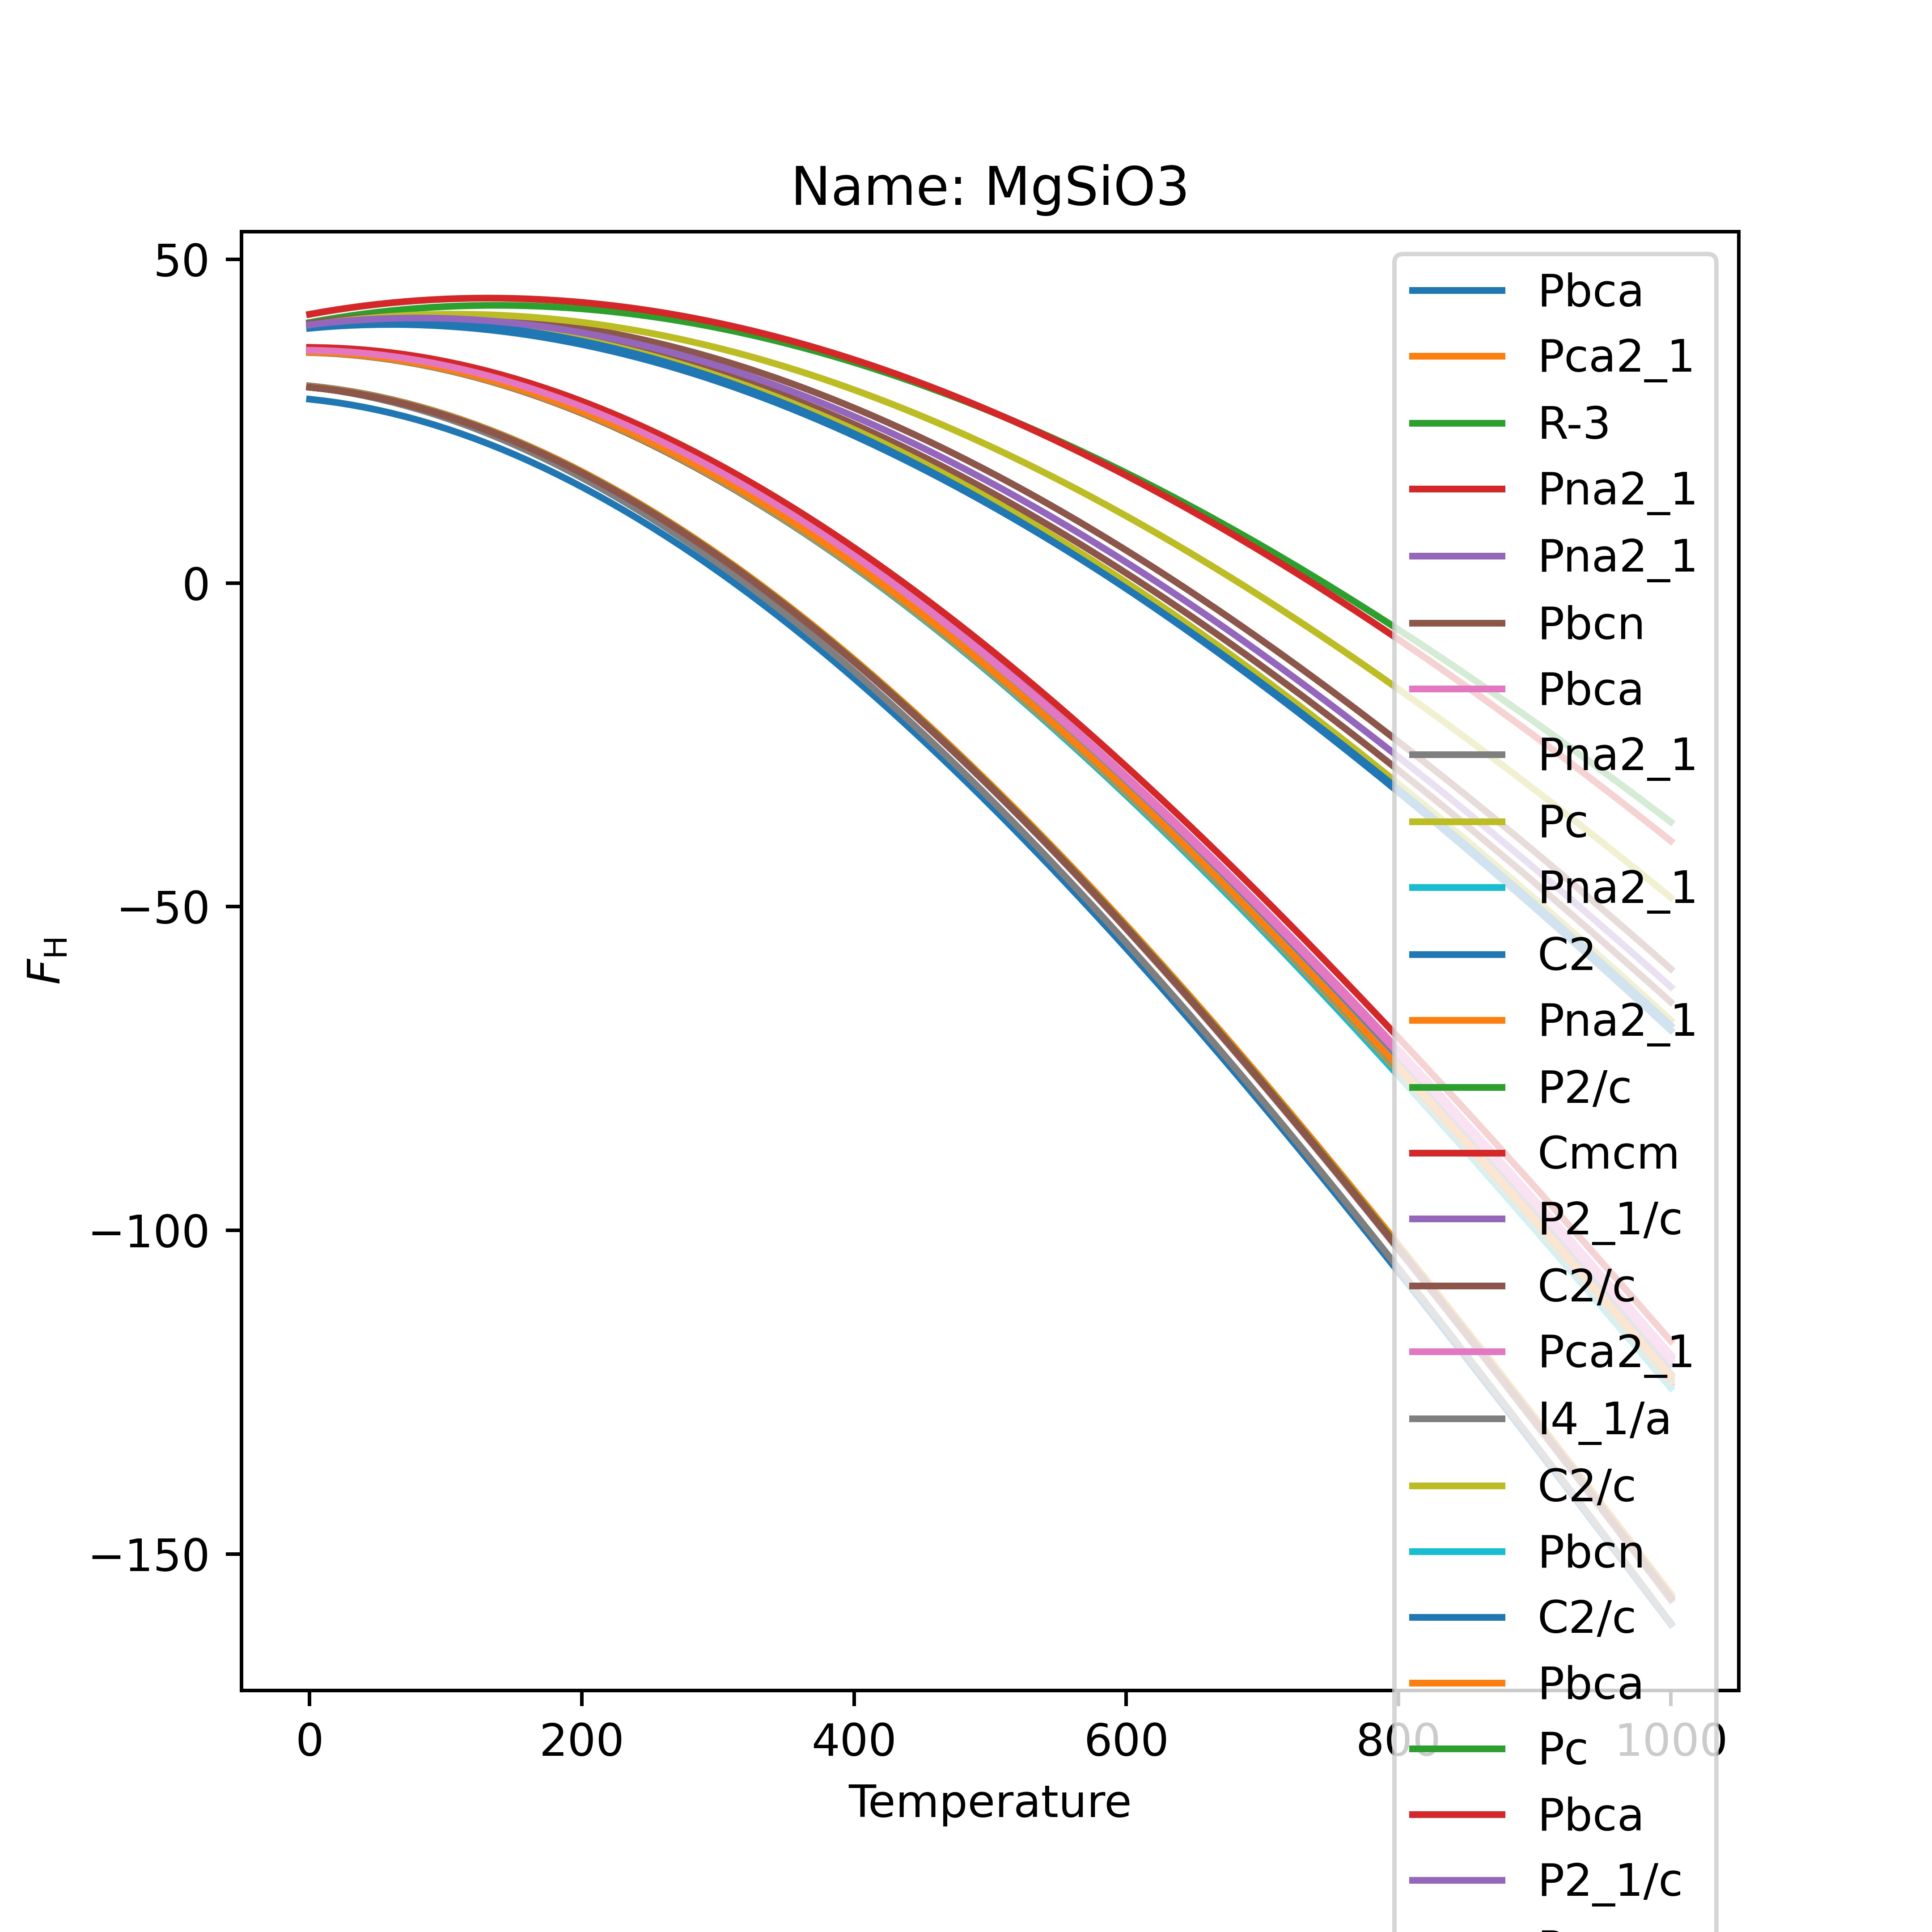 Name: MgSiO3
50
0
−50
−100
−150
F_H
0
200
400
600
800
1000
Temperature
Pbca
Pca2_1
R-3
Pna2_1
Pna2_1
Pbcn
Pbca
Pna2_1
Pc
Pna2_1
C2
Pna2_1
P2/c
Cmcm
P2_1/c
C2/c
Pca2_1
I4_1/a
C2/c
Pbcn
C2/c
Pbca
Pc
Pbca
P2_1/c